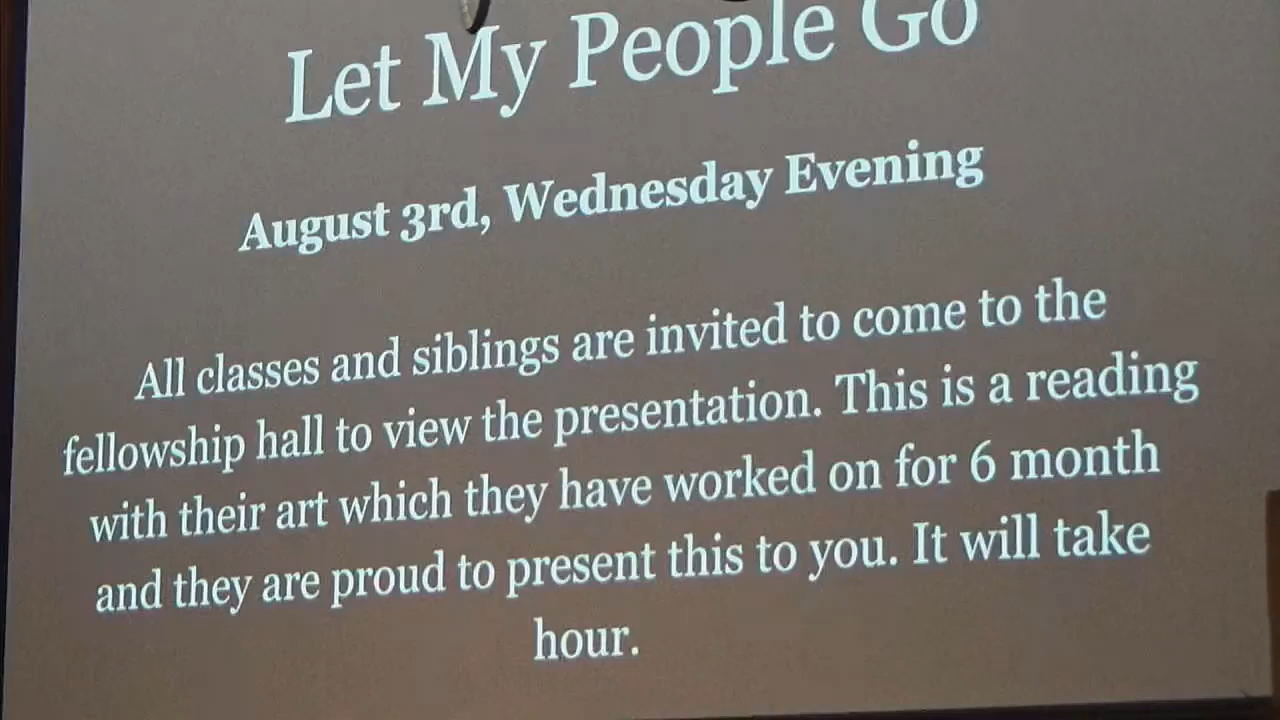 Let My People Go
August 3rd, Wednesday Evening
All classes and siblings are invited to come to the
fellowship hall to view the presentation. This is a reading
with their art which they have worked on for 6 month
and they are proud to present this to you. It will take
hour.